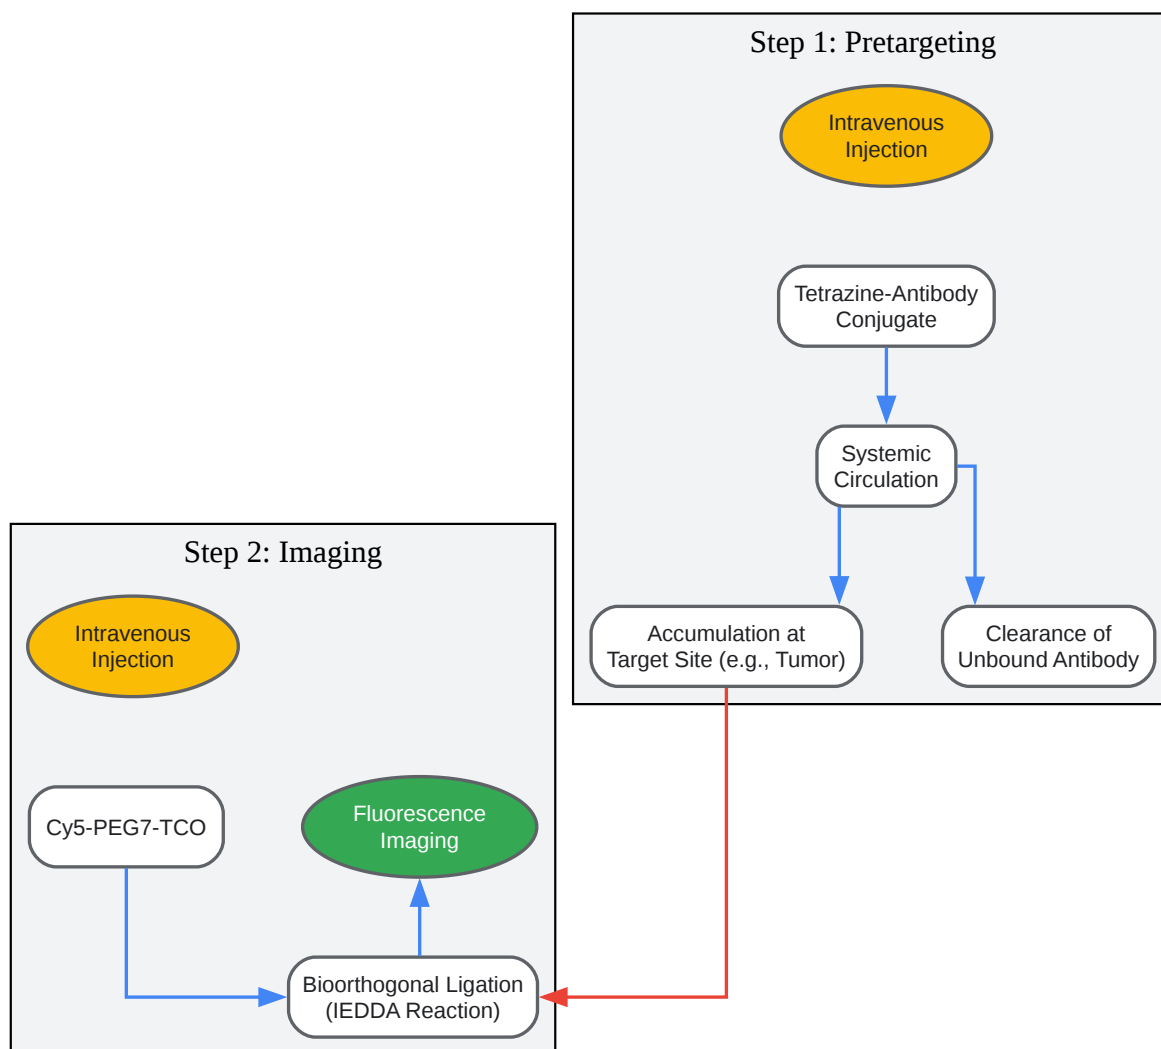 Step 1: Pretargeting
Intravenous
Injection
Tetrazine-Antibody
Conjugate
Systemic
Circulation
Accumulation at
Target Site (e.g., Tumor)
Clearance of
Unbound Antibody
Step 2: Imaging
Intravenous
Injection
Cy5-PEG7-TCO
Fluorescence
Imaging
Bioorthogonal Ligation
(IEDDA Reaction)